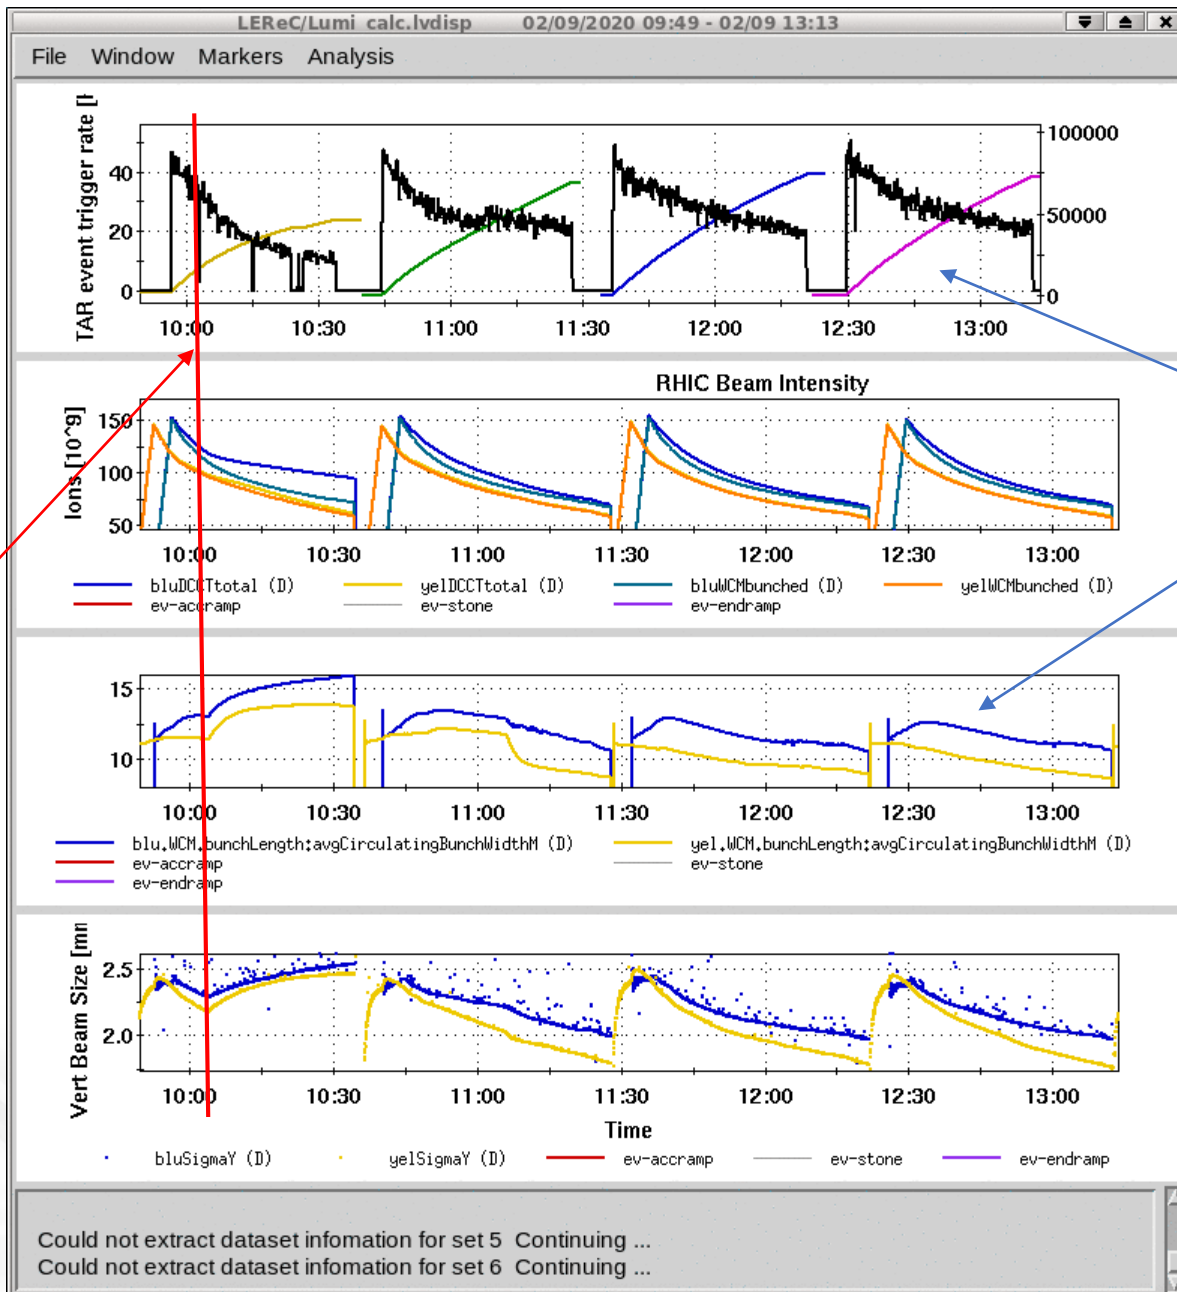 LEReC/Lumi calc.lvdisp 02/09/2020 09:49 - 02/09 13:13
File Window Markers Analysis
TAR event trigger rate [
40
20
0
100000
50000
0
10:00 10:30 11:00 11:30 12:00 12:30 13:00
RHIC Beam Intensity
Ions [10^9]
150
100
50
10:00 10:30 11:00 11:30 12:00 12:30 13:00
bluDCCTtotal (D) yelDCCTtotal (D) bluWCMbunched (D) yelWCMbunched (D)
ev-accramp ev-stone ev-endramp
15
10
10:00 10:30 11:00 11:30 12:00 12:30 13:00
blu.WCM.bunchLength:avgCirculatingBunchWidthM (D) yel.WCM.bunchLength:avgCirculatingBunchWidthM (D)
ev-accramp ev-stone
ev-endramp
Vert Beam Size [mm
2.5
2.0
10:00 10:30 11:00 11:30 12:00 12:30 13:00
Time
bluSigmaY (D) yelSigmaY (D) ev-accramp ev-stone ev-endramp
Could not extract dataset infomation for set 5 Continuing ...
Could not extract dataset infomation for set 6 Continuing ...